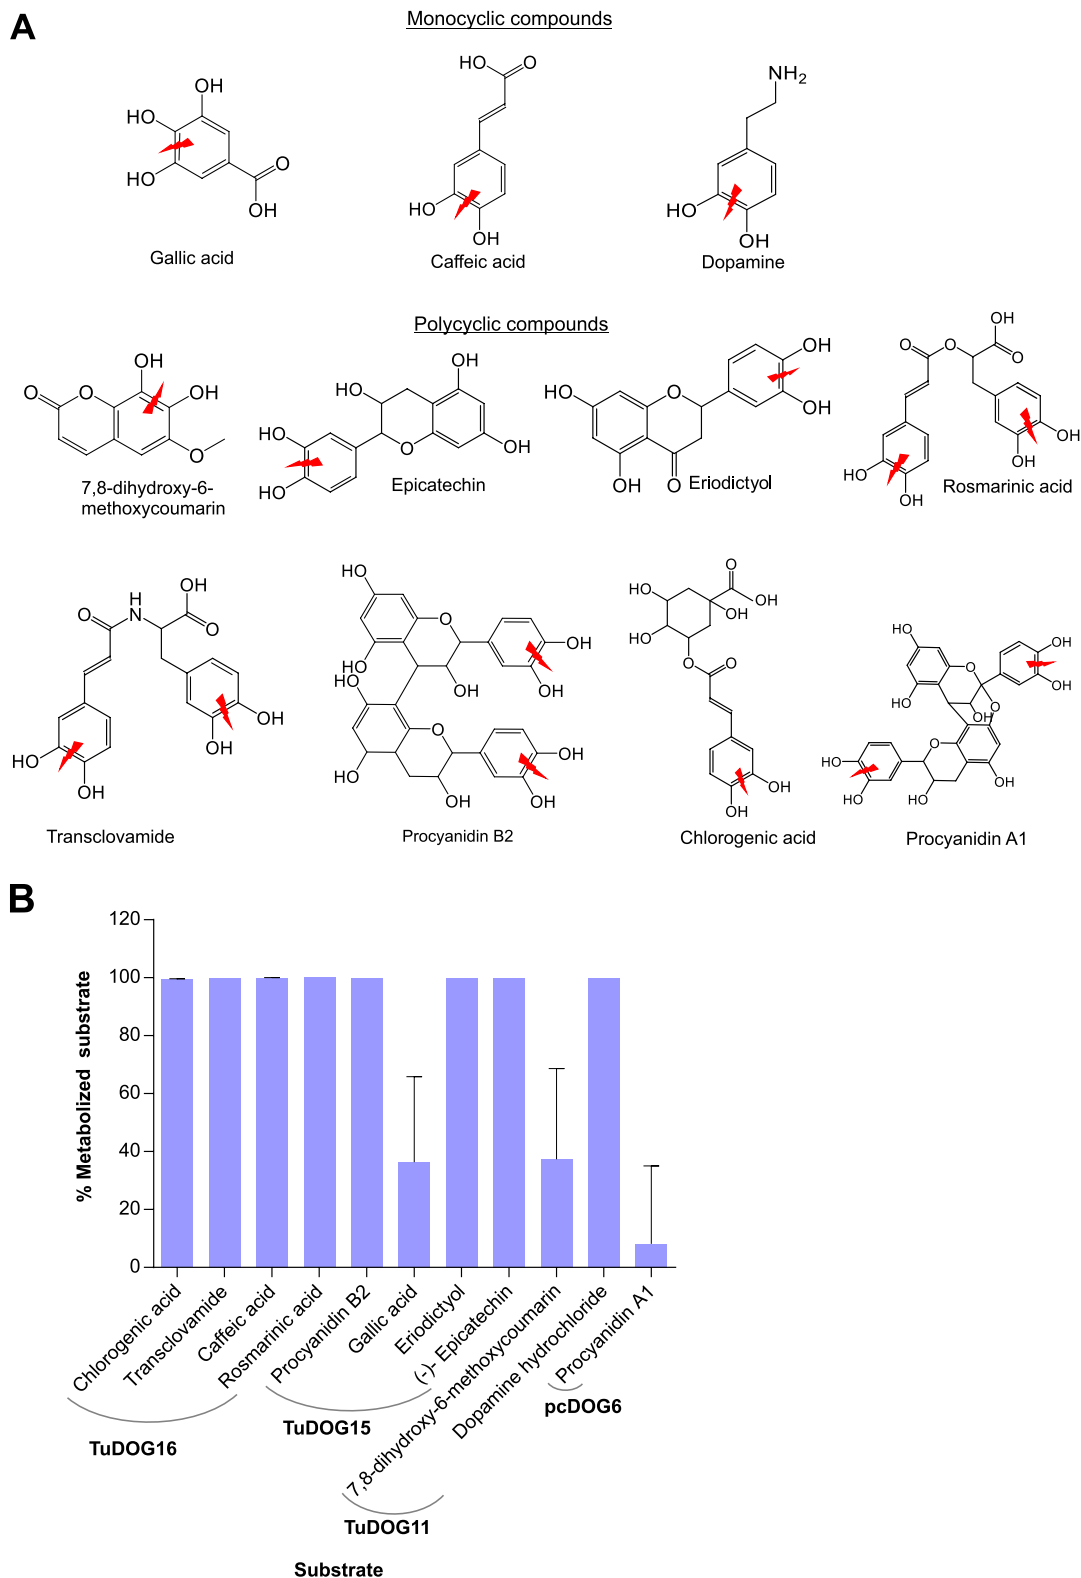 A
Monocyclic compounds
OH
HO
HO
O
OH
Gallic acid
HO
O
HO
OH
Caffeic acid
NH2
HO
OH
Dopamine
Polycyclic compounds
OH
O
O
OH
O
7,8-dihydroxy-6-
methoxycoumarin
OH
HO
HO
HO
O
OH
Epicatechin
OH
HO
O
OH
OH
O
Eriodictyol
OH
O
O
O
HO
OH
OH
OH
Rosmarinic acid
OH
H
N
O
O
HO
OH
OH
OH
Transclovamide
HO
O
OH
HO
OH
OH
HO
O
OH
HO
OH
OH
Procyanidin B2
O
HO
OH
OH
HO
O
O
OH
OH
Chlorogenic acid
HO
OH
O
OH
HO
OH
O
HO
O
HO
HO
OH
Procyanidin A1
B
% Metabolized substrate
120
100
80
60
40
20
0
Chlorogenic acid
Transclovamide
Caffeic acid
Rosmarinic acid
Procyanidin B2
Gallic acid
Eriodictyol
(-)- Epicatechin
7,8-dihydroxy-6-methoxycoumarin
Dopamine hydrochloride
Procyanidin A1
TuDOG16
TuDOG15
pcDOG6
TuDOG11
Substrate